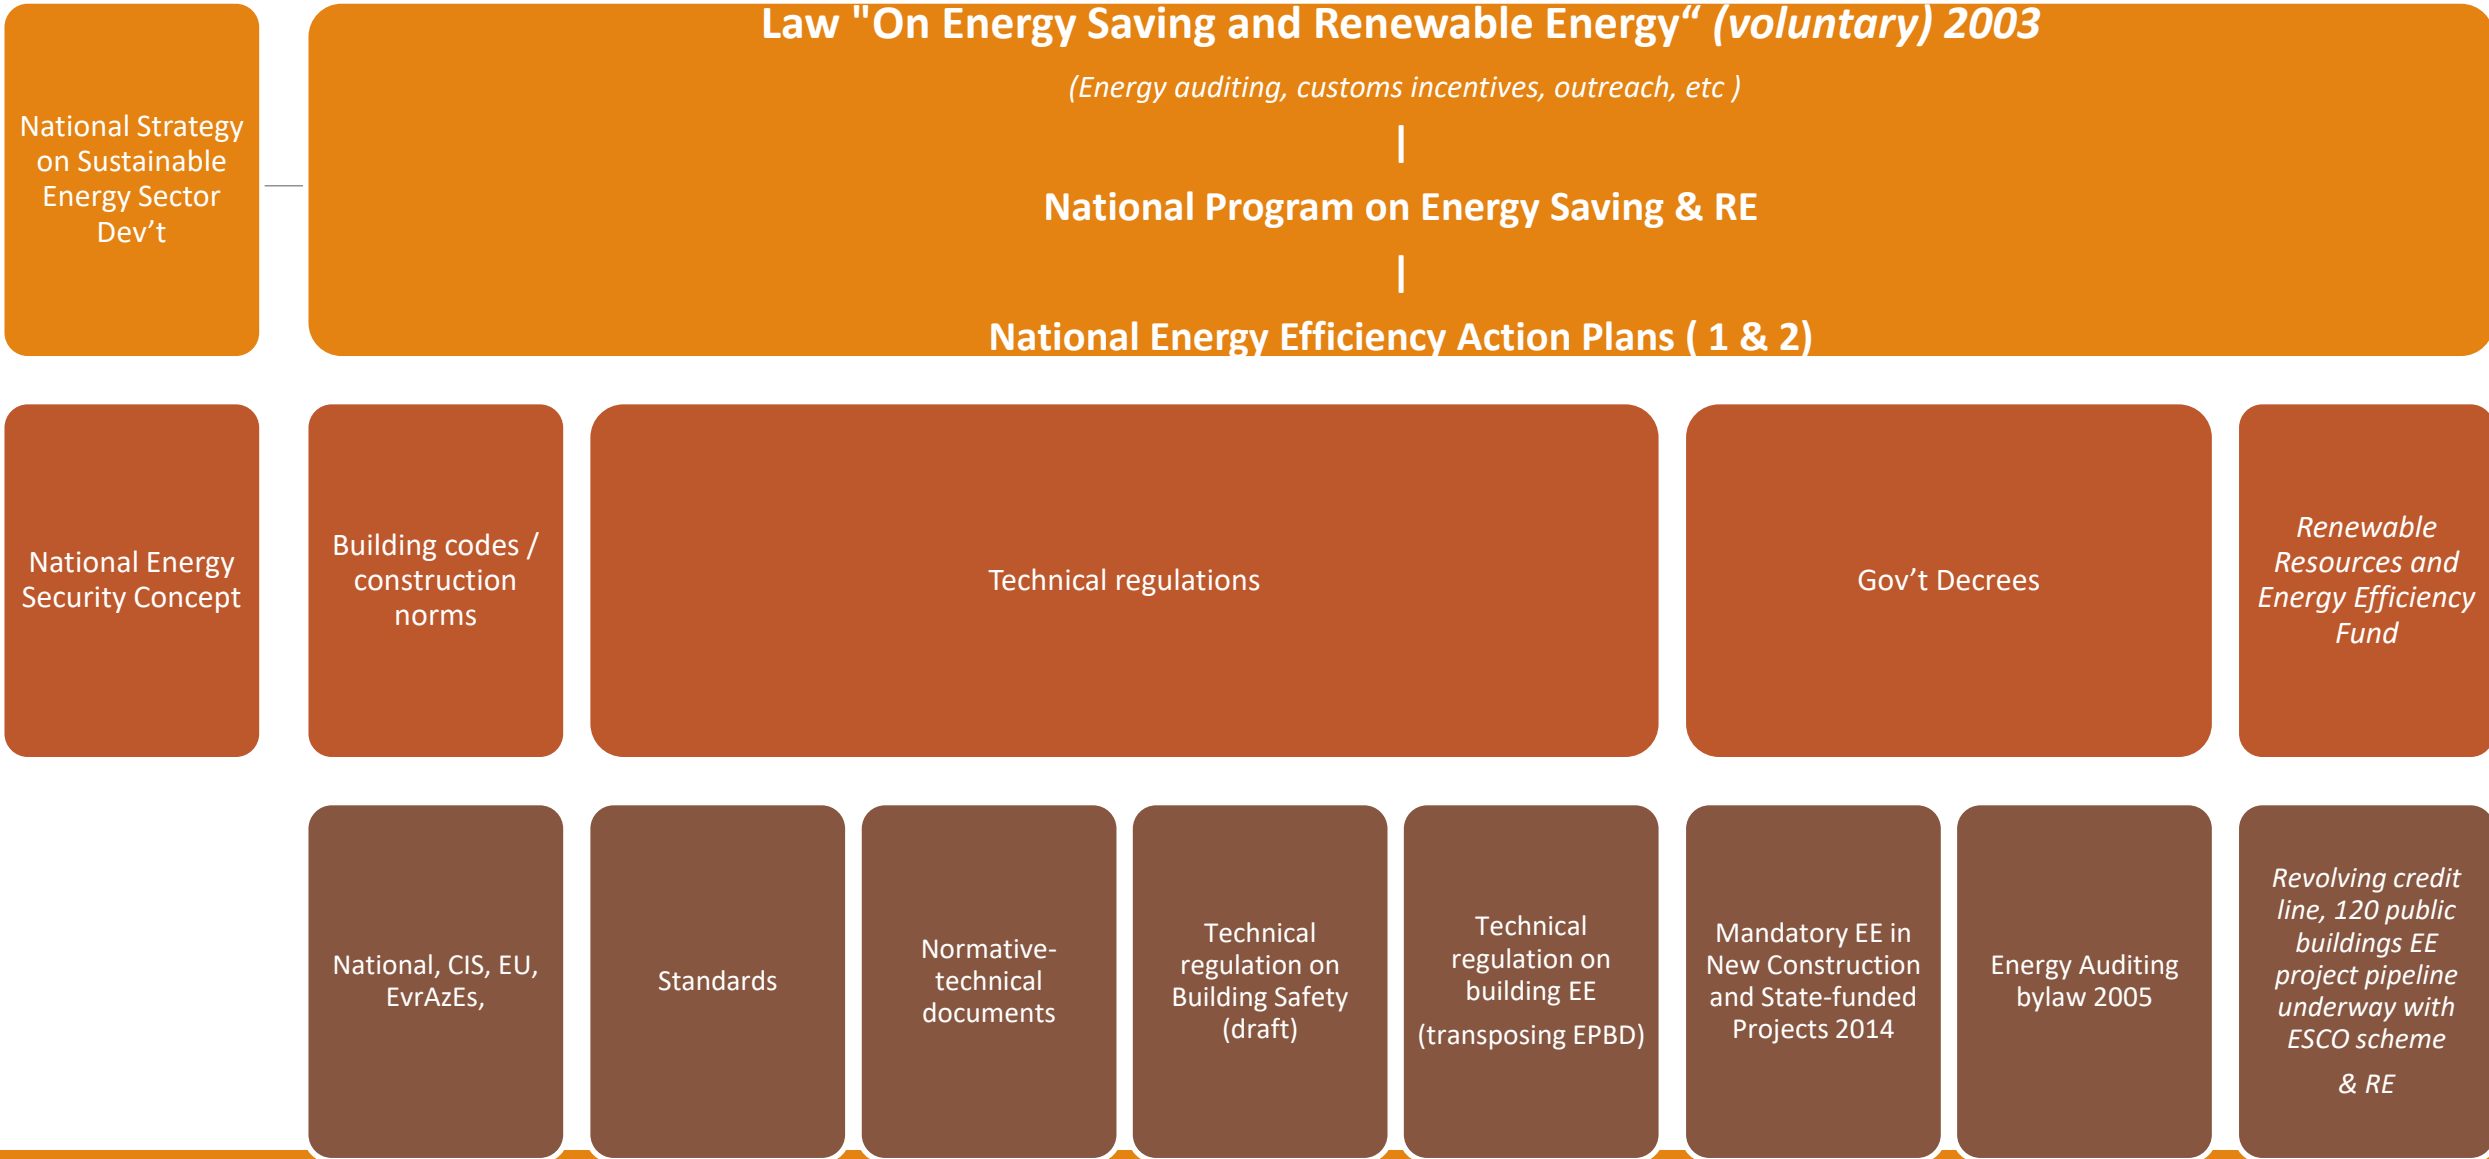 National Strategy
on Sustainable
Energy Sector
Dev’t
Law "On Energy Saving and Renewable Energy“ (voluntary) 2003
(Energy auditing, customs incentives, outreach, etc )
|
National Program on Energy Saving & RE
|
National Energy Efficiency Action Plans ( 1 & 2)
National Energy
Security Concept
Building codes /
construction
norms
Technical regulations
Gov’t Decrees
Renewable
Resources and
Energy Efficiency
Fund
National, CIS, EU,
EvrAzEs,
Standards
Normative-
technical
documents
Technical
regulation on
Building Safety
(draft)
Technical
regulation on
building EE
(transposing EPBD)
Mandatory EE in
New Construction
and State-funded
Projects 2014
Energy Auditing
bylaw 2005
Revolving credit
line, 120 public
buildings EE
project pipeline
underway with
ESCO scheme
& RE